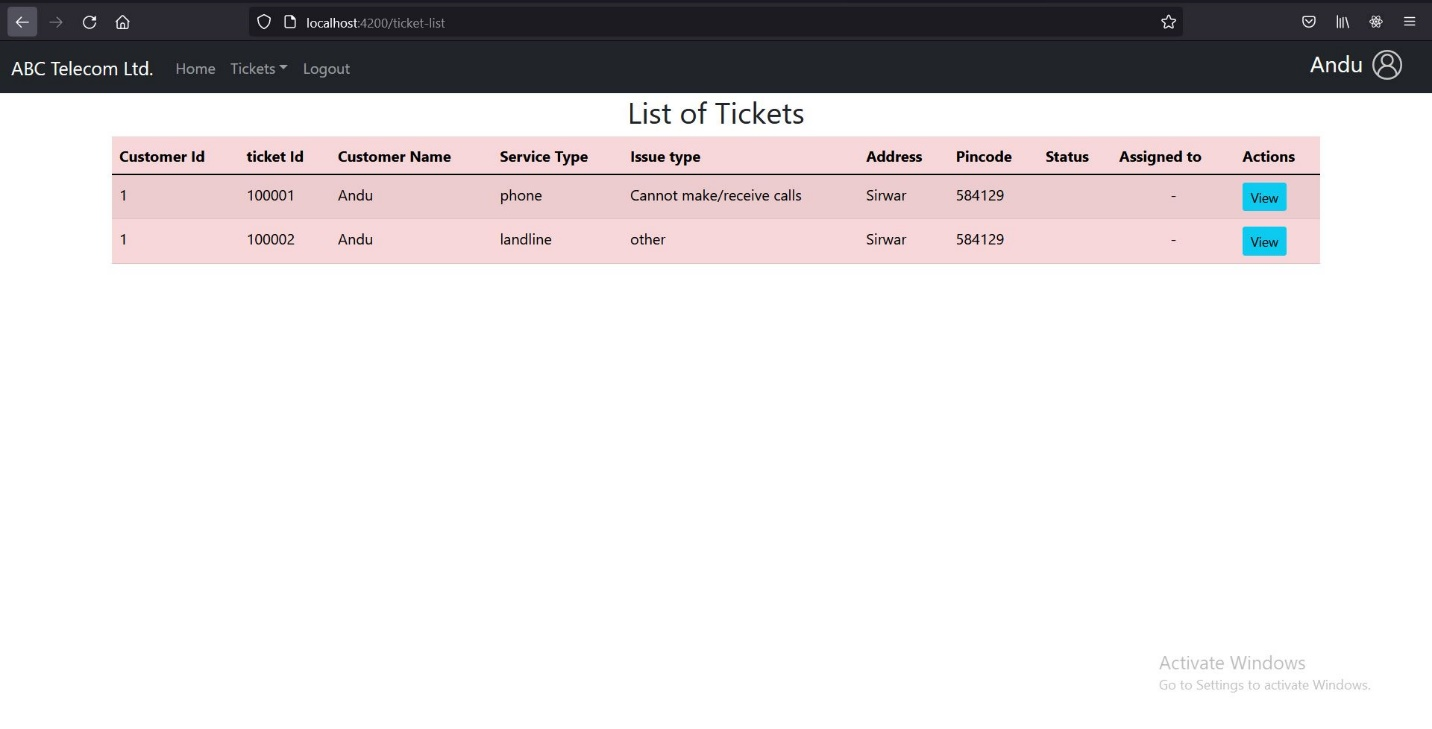 localhost:4200/ticket-list
ABC Telecom Ltd. Home Tickets Logout Andu
List of Tickets
Customer Id ticket Id Customer Name Service Type Issue type Address Pincode Status Assigned to Actions
1 100001 Andu phone Cannot make/receive calls Sirwar 584129 - View
1 100002 Andu landline other Sirwar 584129 - View
Activate Windows
Go to Settings to activate Windows.